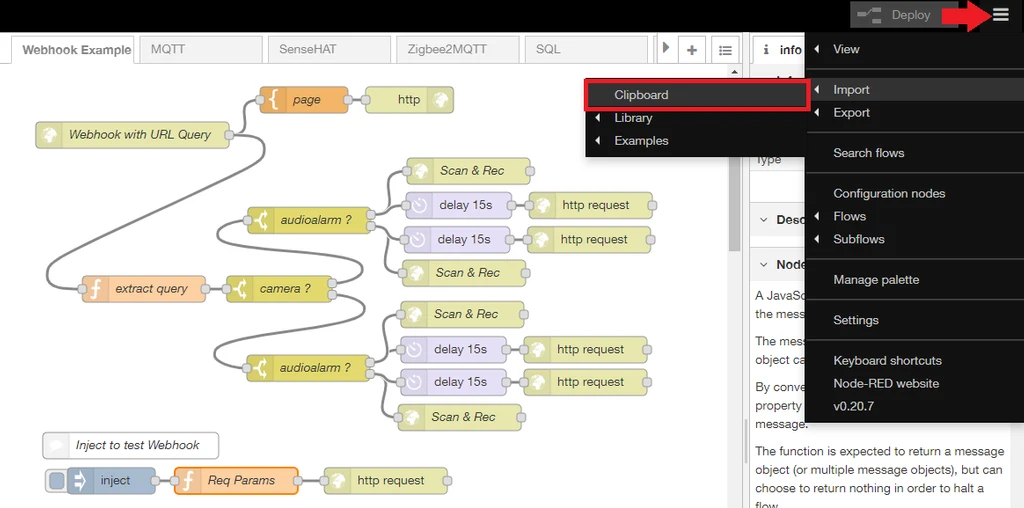 Deploy
Webhook Example
MQTT
SenseHAT
Zigbee2MQTT
SQL
info
View
Import
Export
Search flows
Configuration nodes
Flows
Subflows
Manage palette
Settings
Keyboard shortcuts
Node-RED website
v0.20.7
Clipboard
Library
Examples
page
http
Webhook with URL Query
Scan & Rec
delay 15s
http request
audioalarm ?
delay 15s
http request
Scan & Rec
extract query
camera ?
Scan & Rec
delay 15s
http request
audioalarm ?
delay 15s
http request
Scan & Rec
Inject to test Webhook
inject
Req Params
http request
Type
A JavaSc
the mess
The mess
object ca
By conve
property
message.
The function is expected to return a message
object (or multiple message objects), but can
choose to return nothing in order to halt a
flow.